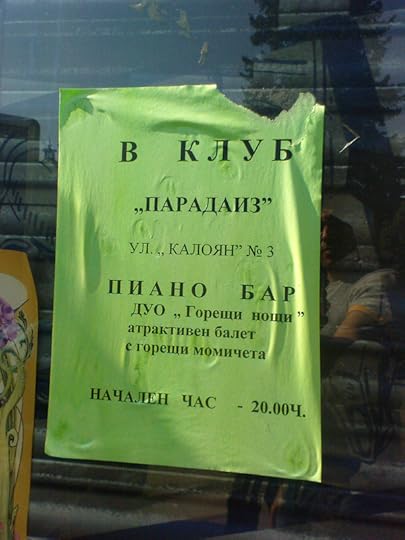 В КЛУБ
„ПАРАДАИЗ”
УЛ. „ КАЛОЯН” № 3
ПИАНО БАР
ДУО „ Горещи нощи ”
атрактивен балет
с горещи момичета
НАЧАЛЕН ЧАС - 20.00Ч.